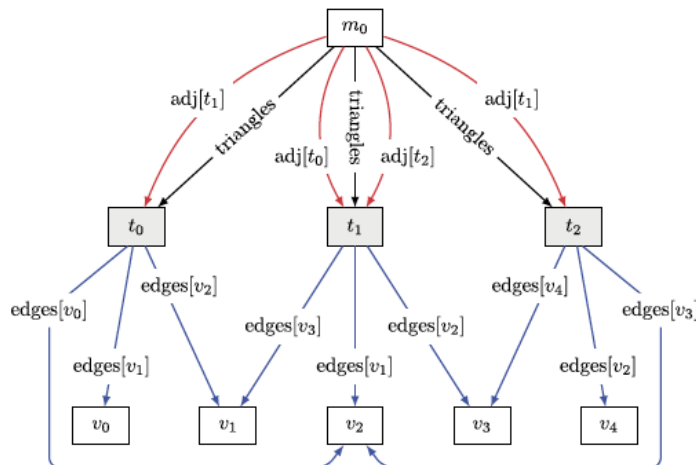 m₀
adj[t₁]
triangles
adj[t₀]
triangles
adj[t₂]
triangles
adj[t₁]
t₀
t₁
t₂
edges[v₀]
edges[v₂]
edges[v₃]
edges[v₂]
edges[v₄]
edges[v₃]
edges[v₁]
edges[v₁]
edges[v₂]
v₀
v₁
v₂
v₃
v₄